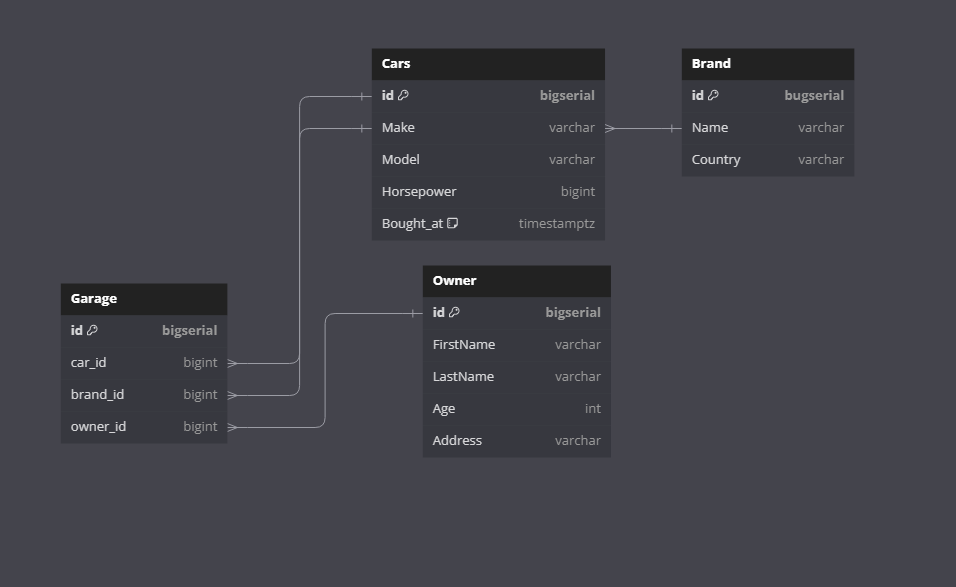 Cars
id bigserial
Make varchar
Model varchar
Horsepower bigint
Bought_at timestamptz
Brand
id bugserial
Name varchar
Country varchar
Garage
id bigserial
car_id bigint
brand_id bigint
owner_id bigint
Owner
id bigserial
FirstName varchar
LastName varchar
Age int
Address varchar